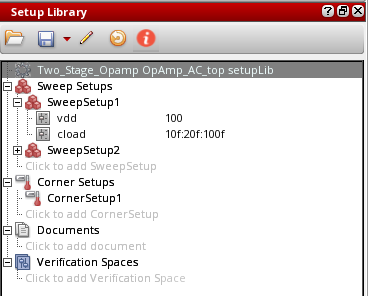 Setup Library
Two_Stage_Opamp OpAmp_AC_top setupLib
Sweep Setups
SweepSetup1
vdd 100
cload 10f:20f:100f
SweepSetup2
Click to add SweepSetup
Corner Setups
CornerSetup1
Click to add CornerSetup
Documents
Click to add document
Verification Spaces
Click to add Verification Space